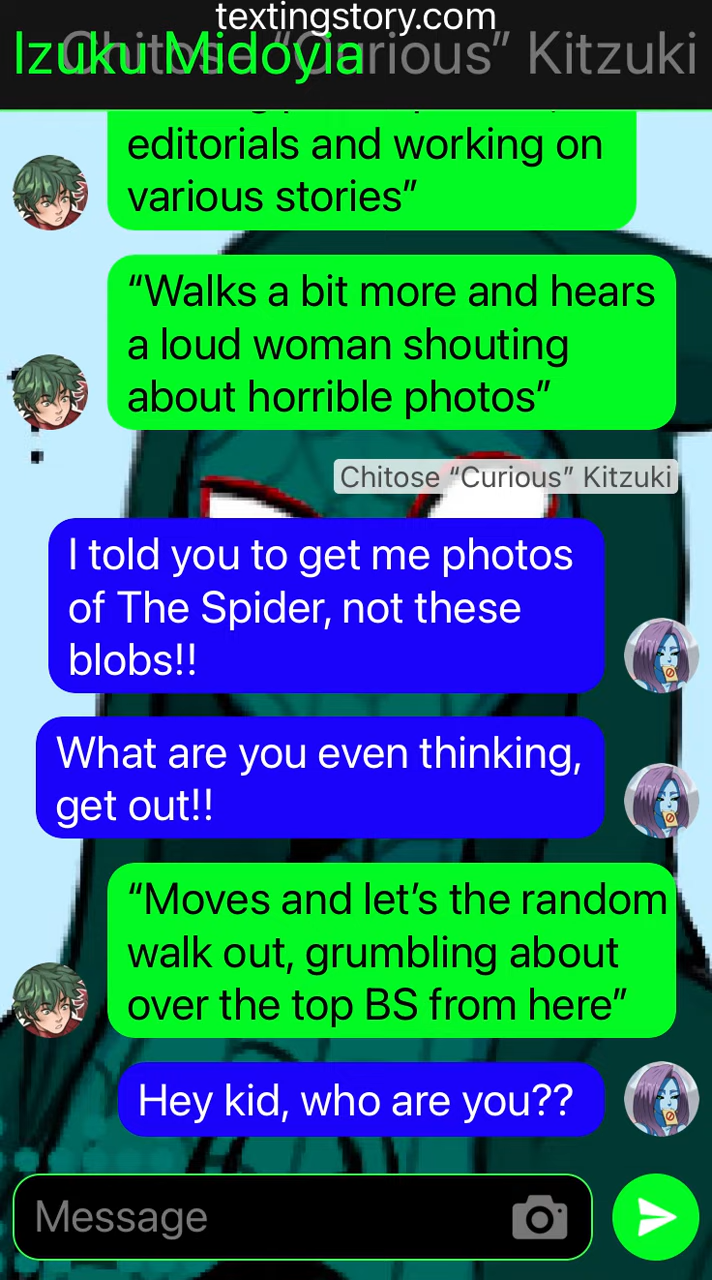 textingstory.com
Izuku Midoyia
Chitose “Curious” Kitzuki
editorials and working on
various stories”
“Walks a bit more and hears
a loud woman shouting
about horrible photos”
Chitose “Curious” Kitzuki
I told you to get me photos
of The Spider, not these
blobs!!
What are you even thinking,
get out!!
“Moves and let’s the random
walk out, grumbling about
over the top BS from here”
Hey kid, who are you??
Message